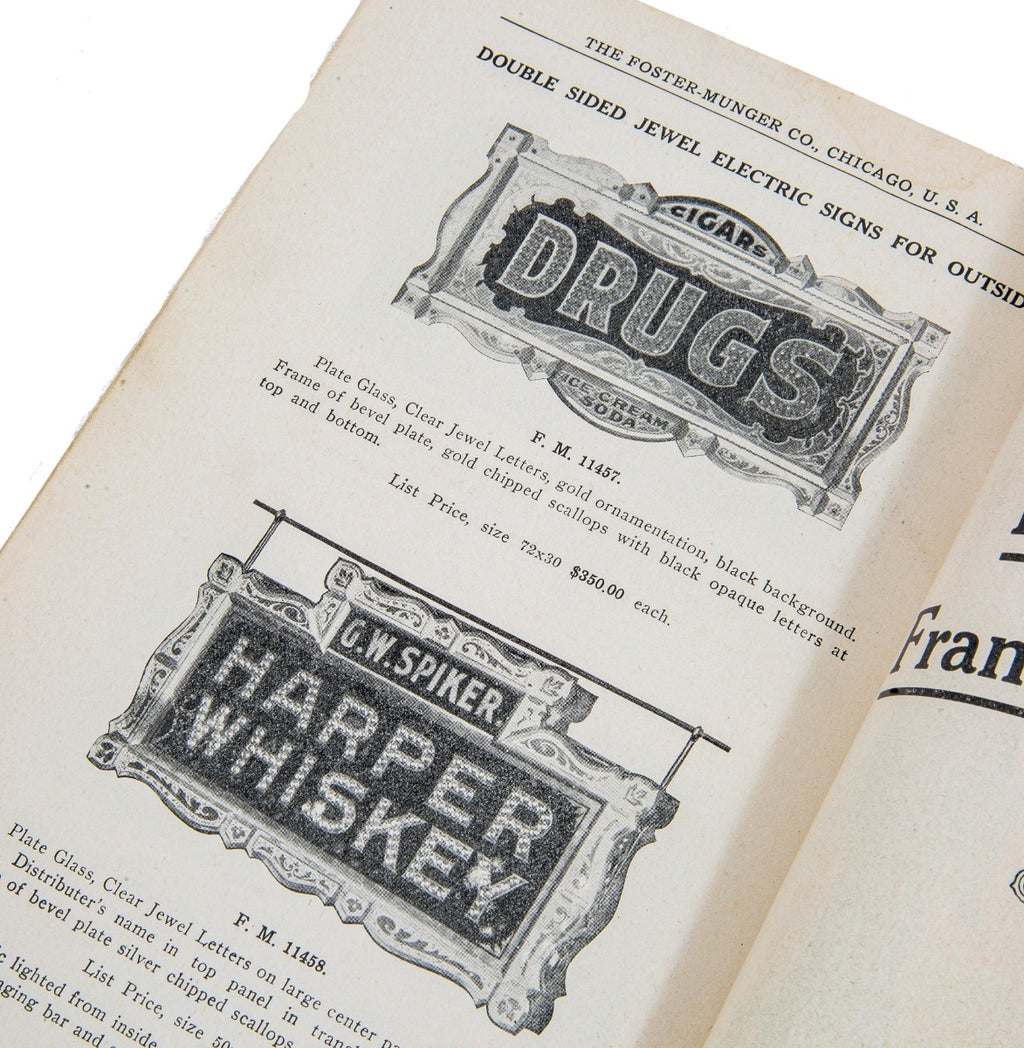 THE FOSTER-MUNGER CO., CHICAGO, U. S. A.
DOUBLE SIDED JEWEL ELECTRIC SIGNS FOR OUTSID
CIGARS
DRUGS
ICE-CREAM
SODA
F. M. 11457.
Plate Glass, Clear Jewel Letters, gold ornamentation, black background.
Frame of bevel plate, gold chipped scallops with black opaque letters at
top and bottom.
List Price, size 72x30 $350.00 each.
G.W. SPIKER.
HARPER
WHISKEY
F. M. 11458.
Plate Glass, Clear Jewel Letters on large center pa
Distributer's name in top panel in transl
of bevel plate silver chipped scallops
List Price, size 50
c lighted from inside
nging bar and
Fram